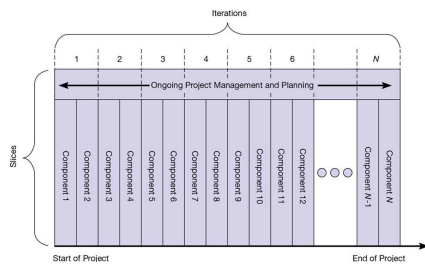 Iterations
1 2 3 4 5 6 N
Ongoing Project Management and Planning
Slices
Component 1
Component 2
Component 3
Component 4
Component 5
Component 6
Component 7
Component 8
Component 9
Component 10
Component 11
Component 12
Component N-1
Component N
Start of Project
End of Project